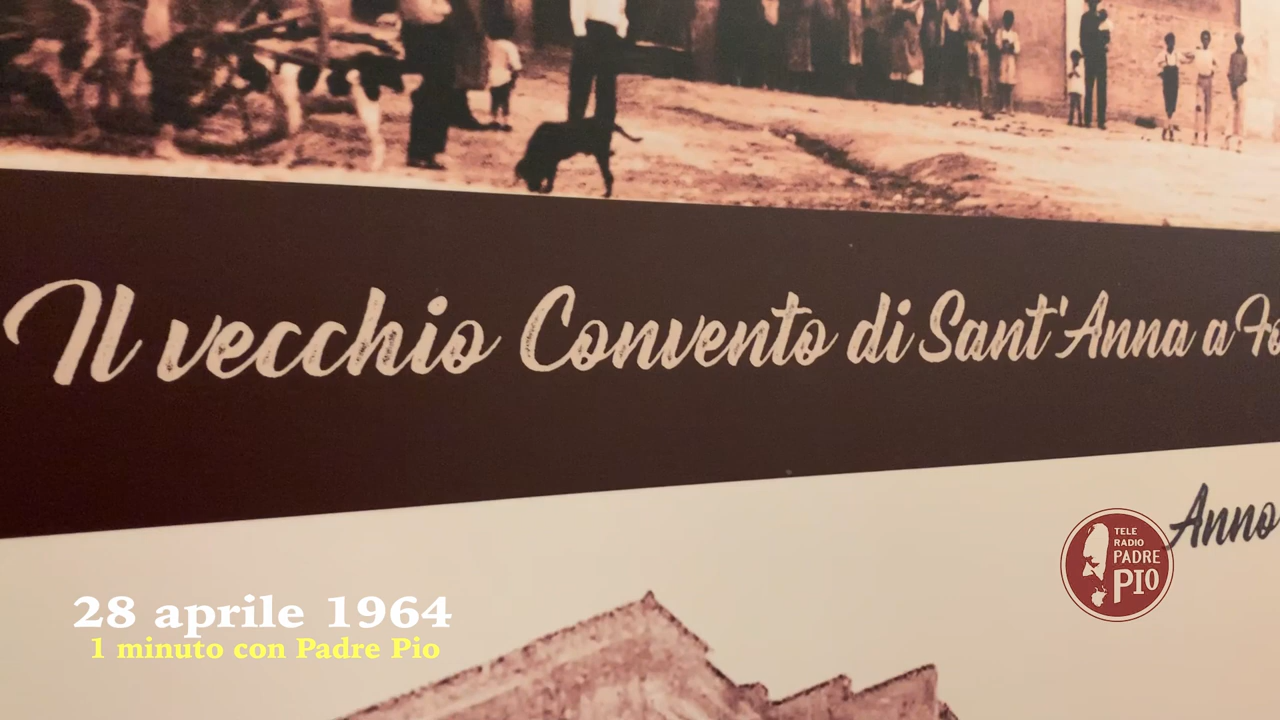 Il vecchio Convento di Sant'Anna a
Anno
TELE
RADIO
PADRE
PIO
28 aprile 1964
1 minuto con Padre Pio